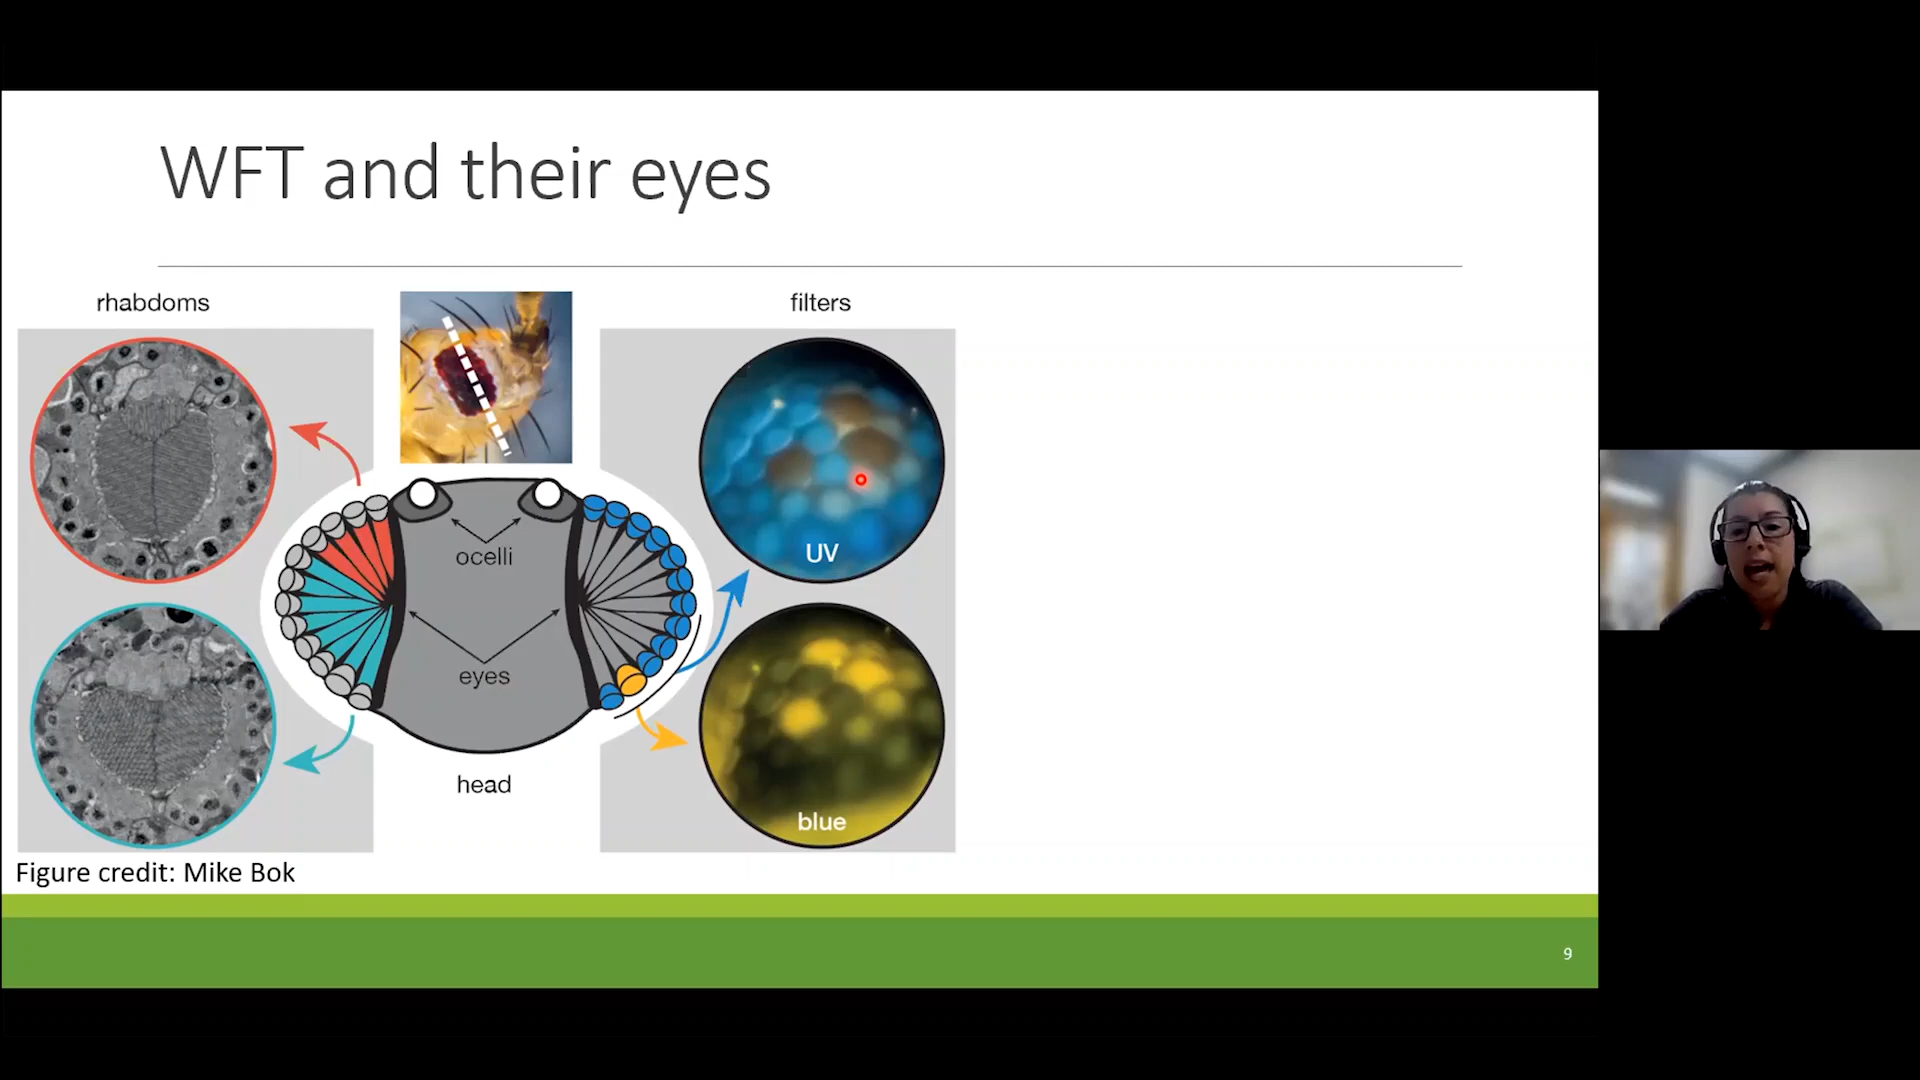 WFT and their eyes
rhabdoms
filters
UV
ocelli
eyes
blue
head
Figure credit: Mike Bok
9